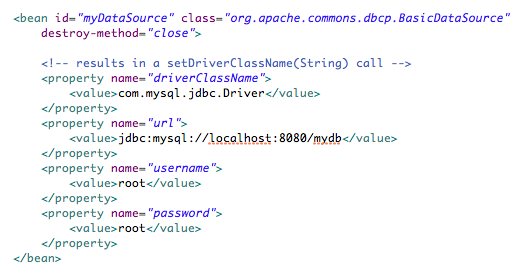 <bean id="myDataSource" class="org.apache.commons.dbcp.BasicDataSource"
    destroy-method="close">

    <!-- results in a setDriverClassName(String) call -->
    <property name="driverClassName">
        <value>com.mysql.jdbc.Driver</value>
    </property>
    <property name="url">
        <value>jdbc:mysql://localhost:8080/mydb</value>
    </property>
    <property name="username">
        <value>root</value>
    </property>
    <property name="password">
        <value>root</value>
    </property>
</bean>